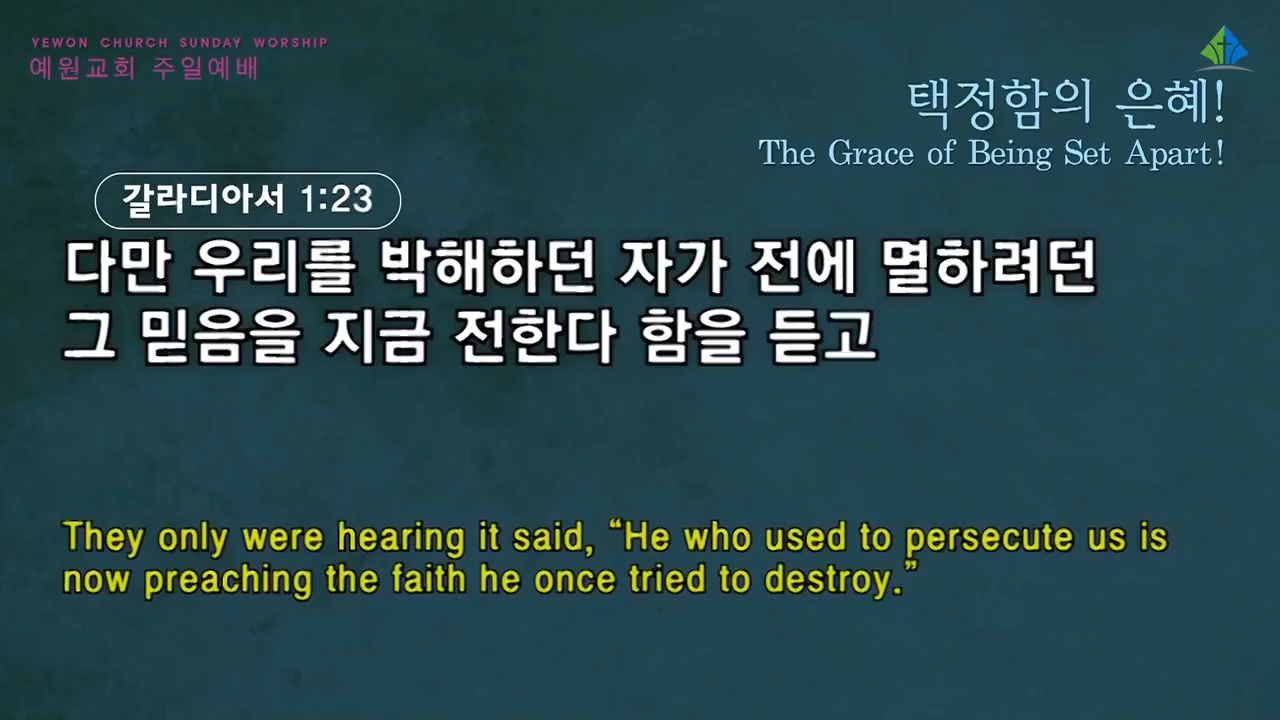 YEWON CHURCH SUNDAY WORSHIP
예원교회 주일예배
택정함의 은혜!
The Grace of Being Set Apart!
갈라디아서 1:23
다만 우리를 박해하던 자가 전에 멸하려던
그 믿음을 지금 전한다 함을 듣고
They only were hearing it said, “He who used to persecute us is
now preaching the faith he once tried to destroy.”